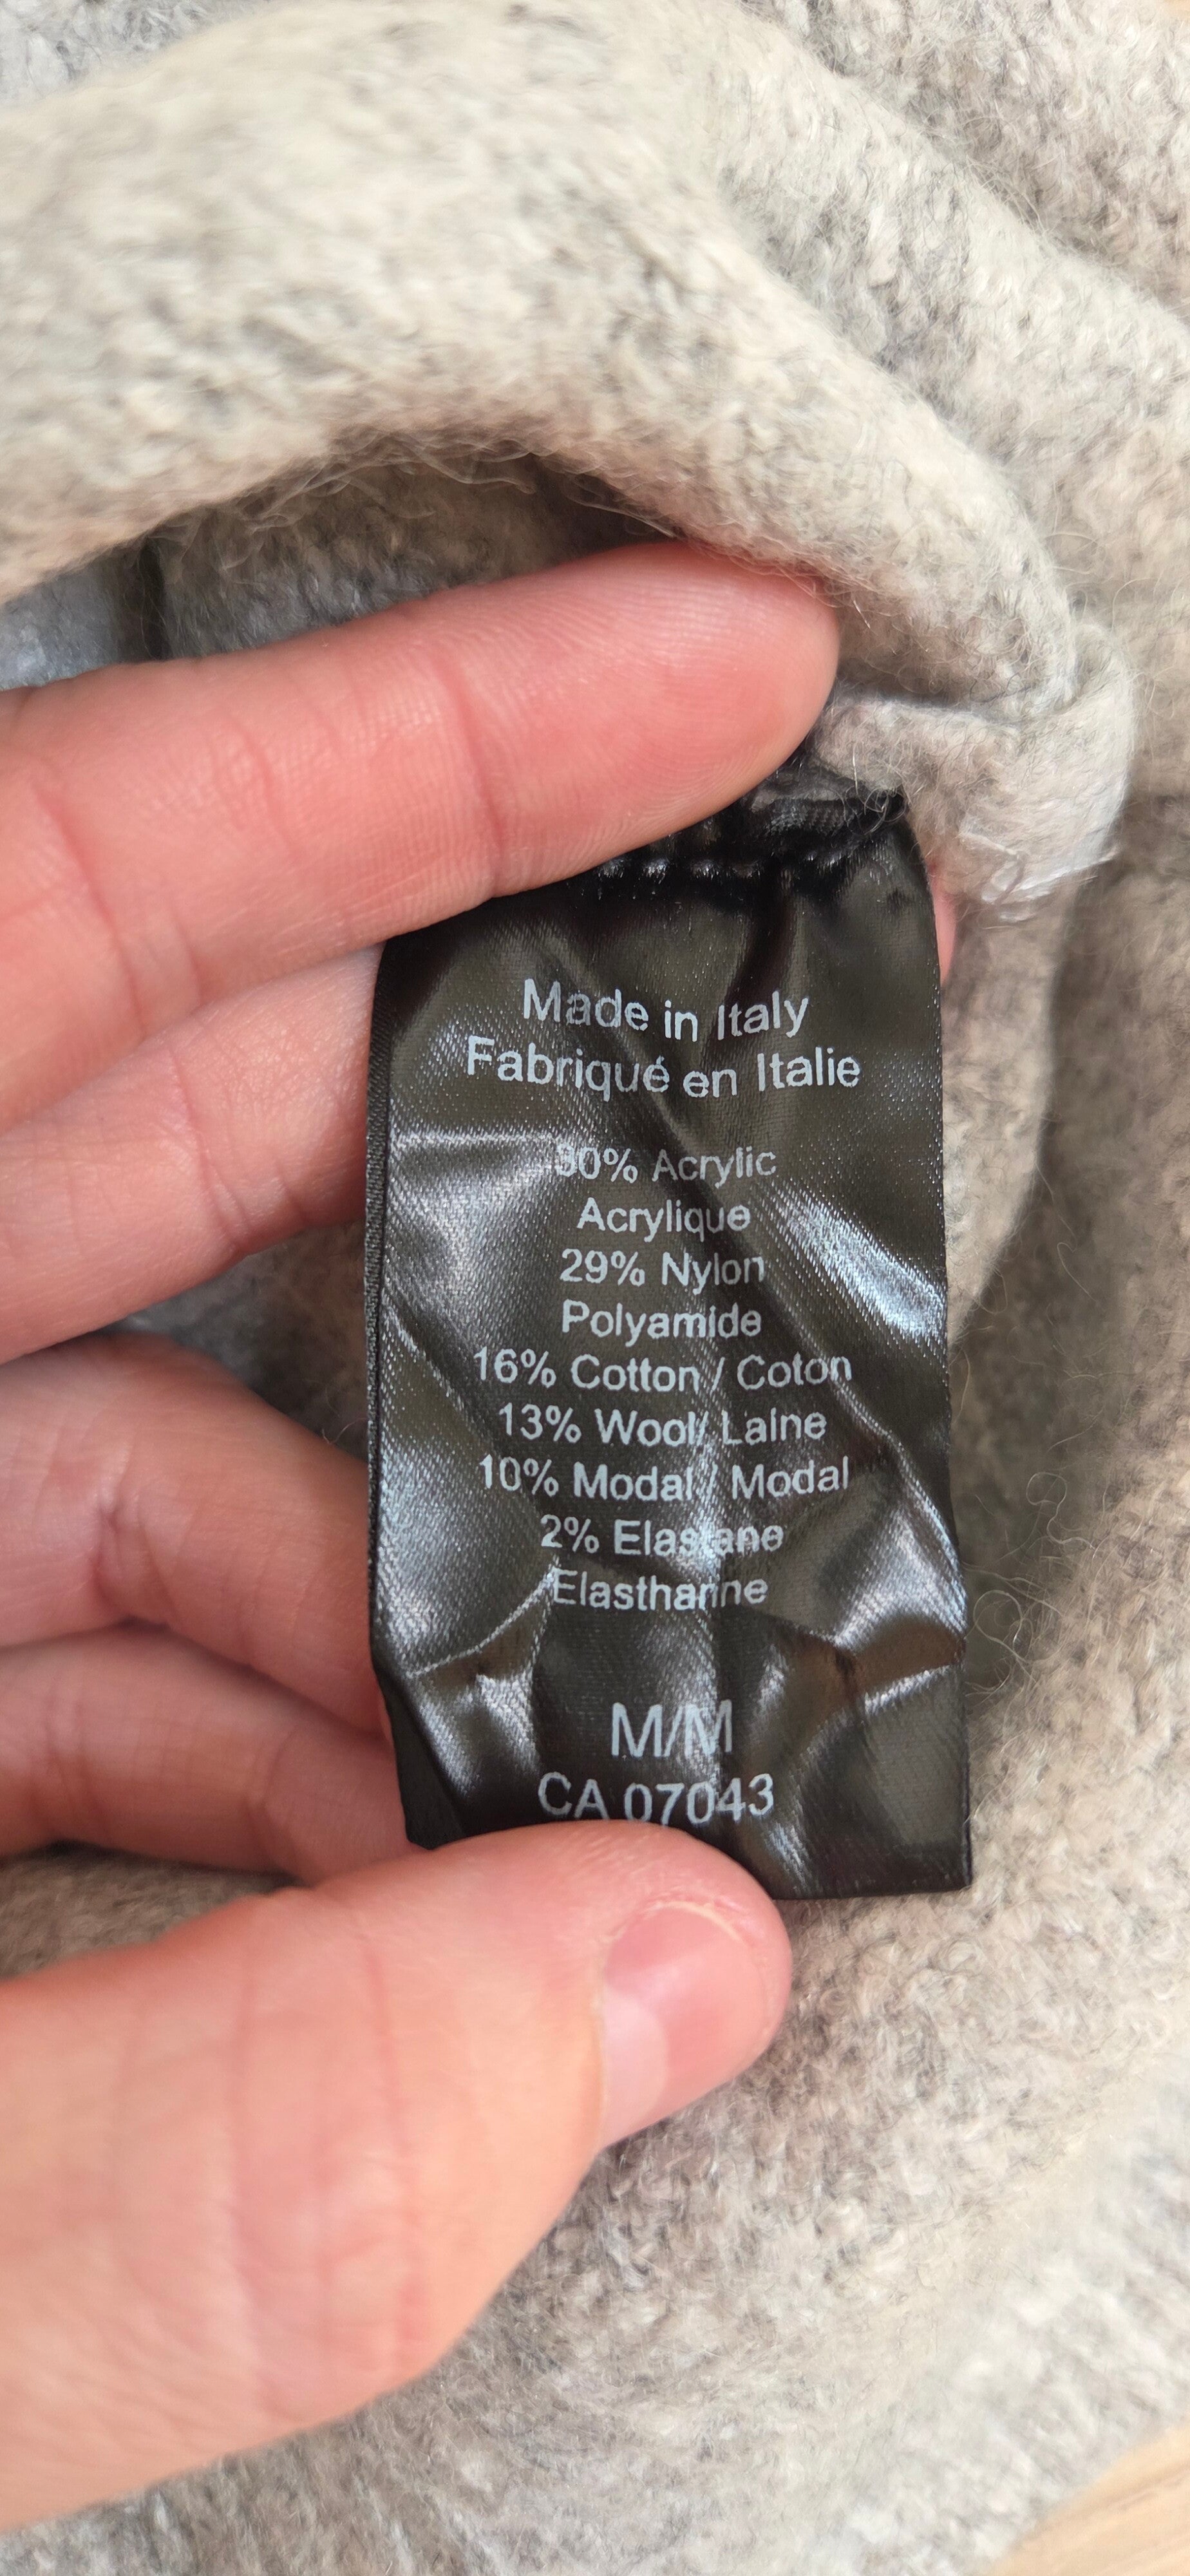 Made in Italy
Fabriqué en Italie
30% Acrylic
Acrylique
29% Nylon
Polyamide
16% Cotton / Coton
13% Wool/ Laine
10% Modal / Modal
2% Elastane
Elasthanne
M/M
CA 07043